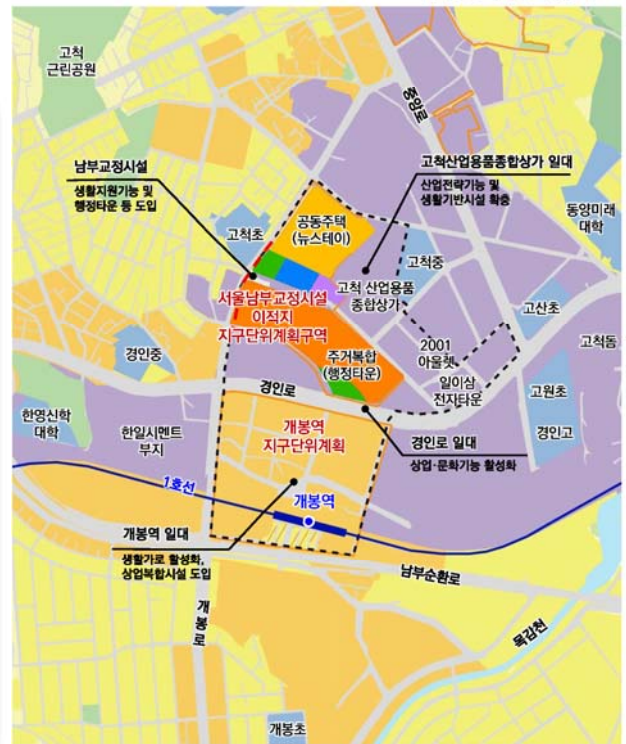 고척
근린공원
중앙로
남부교정시설
생활지원기능 및
행정타운 등 도입
고척산업용품종합상가 일대
산업전략기능 및
생활기반시설 확충
동양미래
대학
고척초
공동주택
(뉴스테이)
고척중
고척 산업용품
종합상가
서울남부교정시설
이적지
지구단위계획구역
고산초
고척돔
2001
아울렛
경인중
주거복합
(행정타운)
일이삼
전자타운
고원초
경인로
한영신학
대학
한일시멘트
부지
개봉역
지구단위계획
경인로 일대
상업·문화기능 활성화
경인고
1호선
개봉역
개봉역 일대
생활가로 활성화,
상업복합시설 도입
남부순환로
개봉로
목감천
개봉초